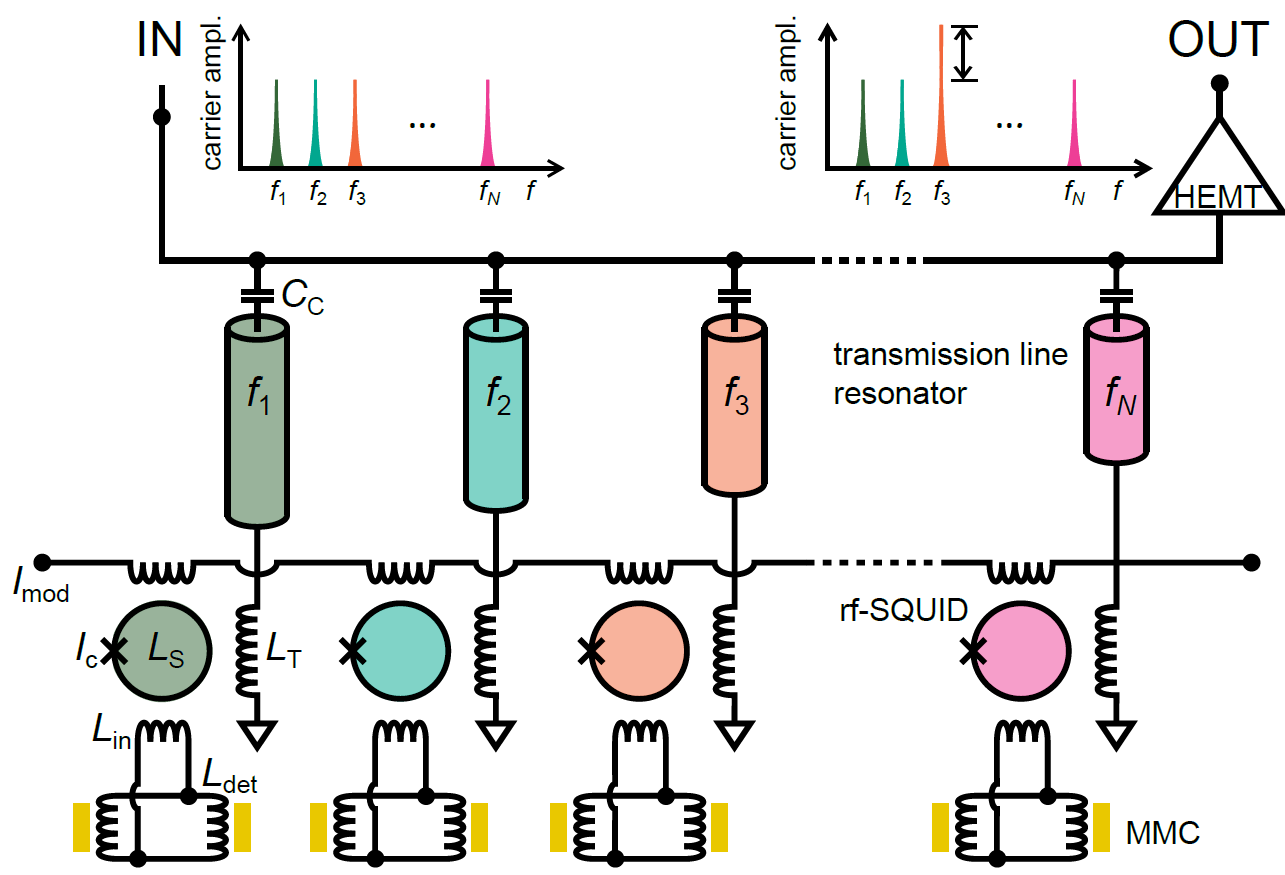 IN
carrier ampl.
f1 f2 f3 ... fN f
carrier ampl.
f1 f2 f3 ... fN f
OUT
HEMT
CC
f1
f2
f3
fN
transmission line
resonator
Imod
rf-SQUID
Ic
LS
LT
Lin
Ldet
MMC